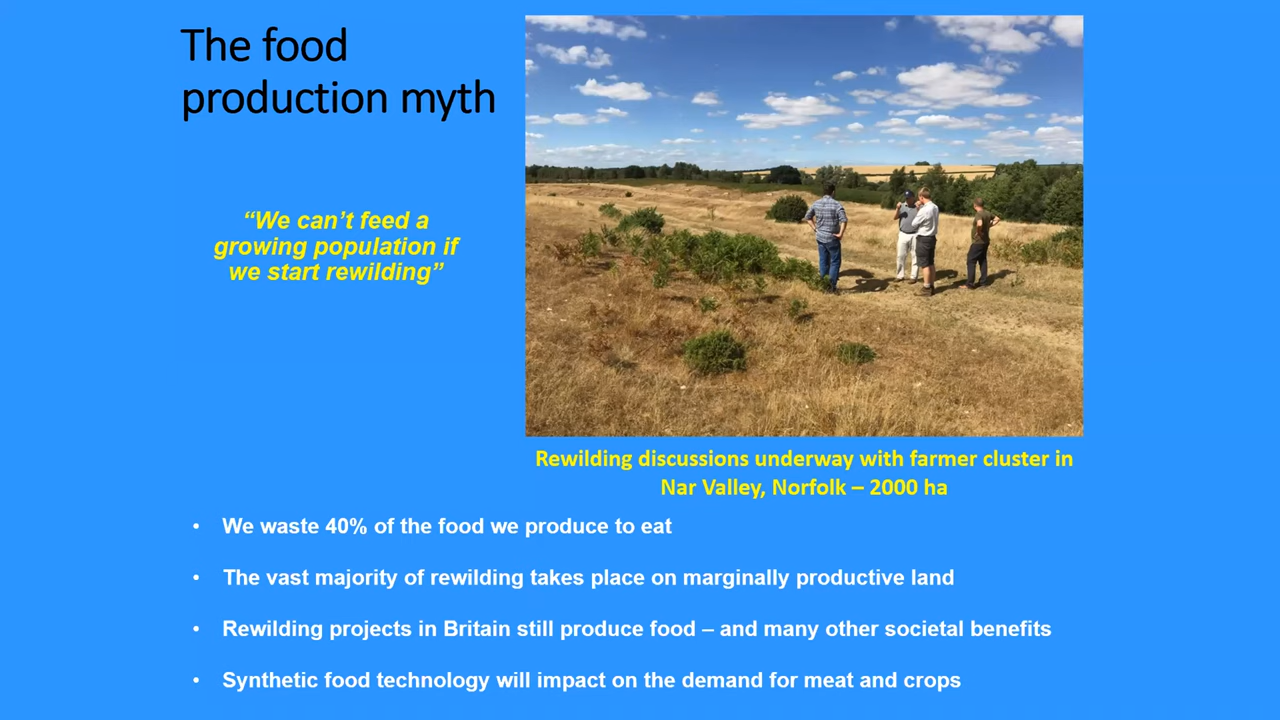 The food
production myth
“We can’t feed a
growing population if
we start rewilding”
Rewilding discussions underway with farmer cluster in
Nar Valley, Norfolk – 2000 ha
• We waste 40% of the food we produce to eat
• The vast majority of rewilding takes place on marginally productive land
• Rewilding projects in Britain still produce food – and many other societal benefits
• Synthetic food technology will impact on the demand for meat and crops